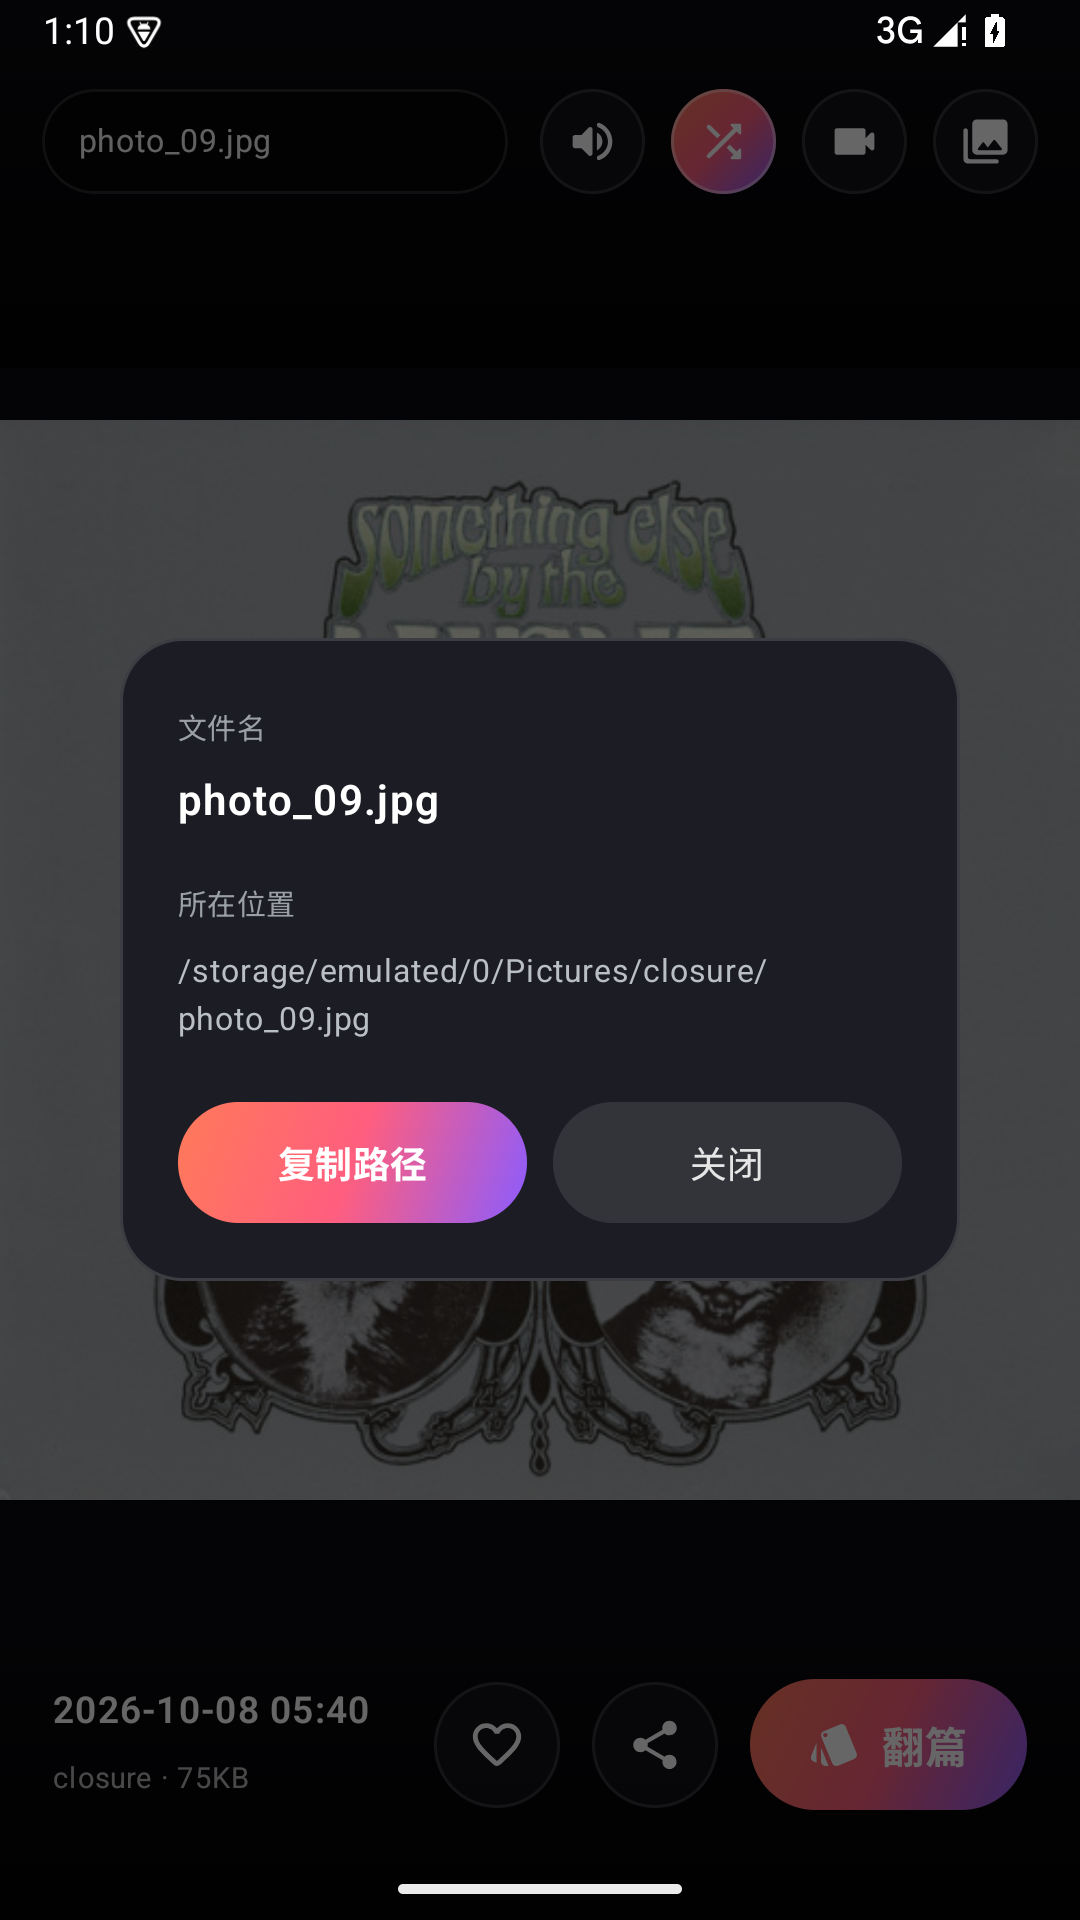 1:10
3G
photo_09.jpg
something else
by the
文件名
photo_09.jpg
所在位置
/storage/emulated/0/Pictures/closure/
photo_09.jpg
复制路径
关闭
2026-10-08 05:40
closure · 75KB
翻篇